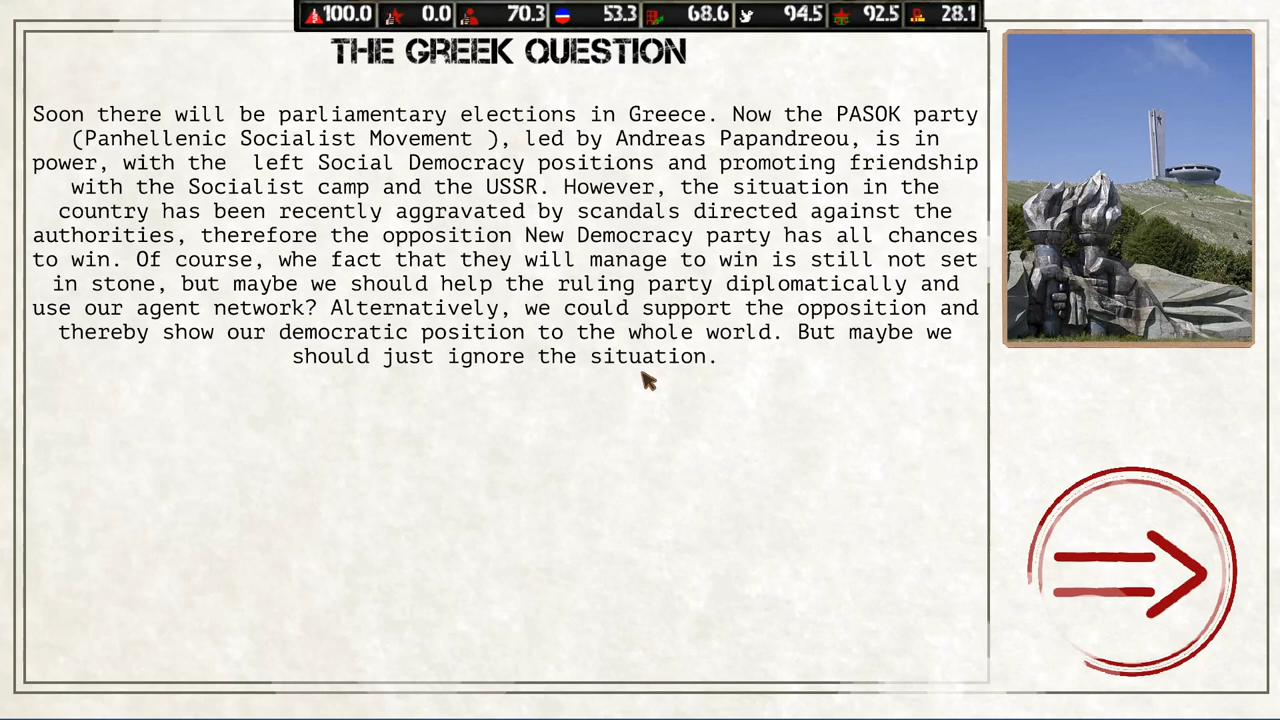 100.0 0.0 70.3 53.3 68.6 94.5 92.5 28.1
THE GREEK QUESTION
Soon there will be parliamentary elections in Greece. Now the PASOK party
(Panhellenic Socialist Movement ), led by Andreas Papandreou, is in
power, with the  left Social Democracy positions and promoting friendship
with the Socialist camp and the USSR. However, the situation in the
country has been recently aggravated by scandals directed against the
authorities, therefore the opposition New Democracy party has all chances
to win. Of course, whe fact that they will manage to win is still not set
in stone, but maybe we should help the ruling party diplomatically and
use our agent network? Alternatively, we could support the opposition and
thereby show our democratic position to the whole world. But maybe we
should just ignore the situation.